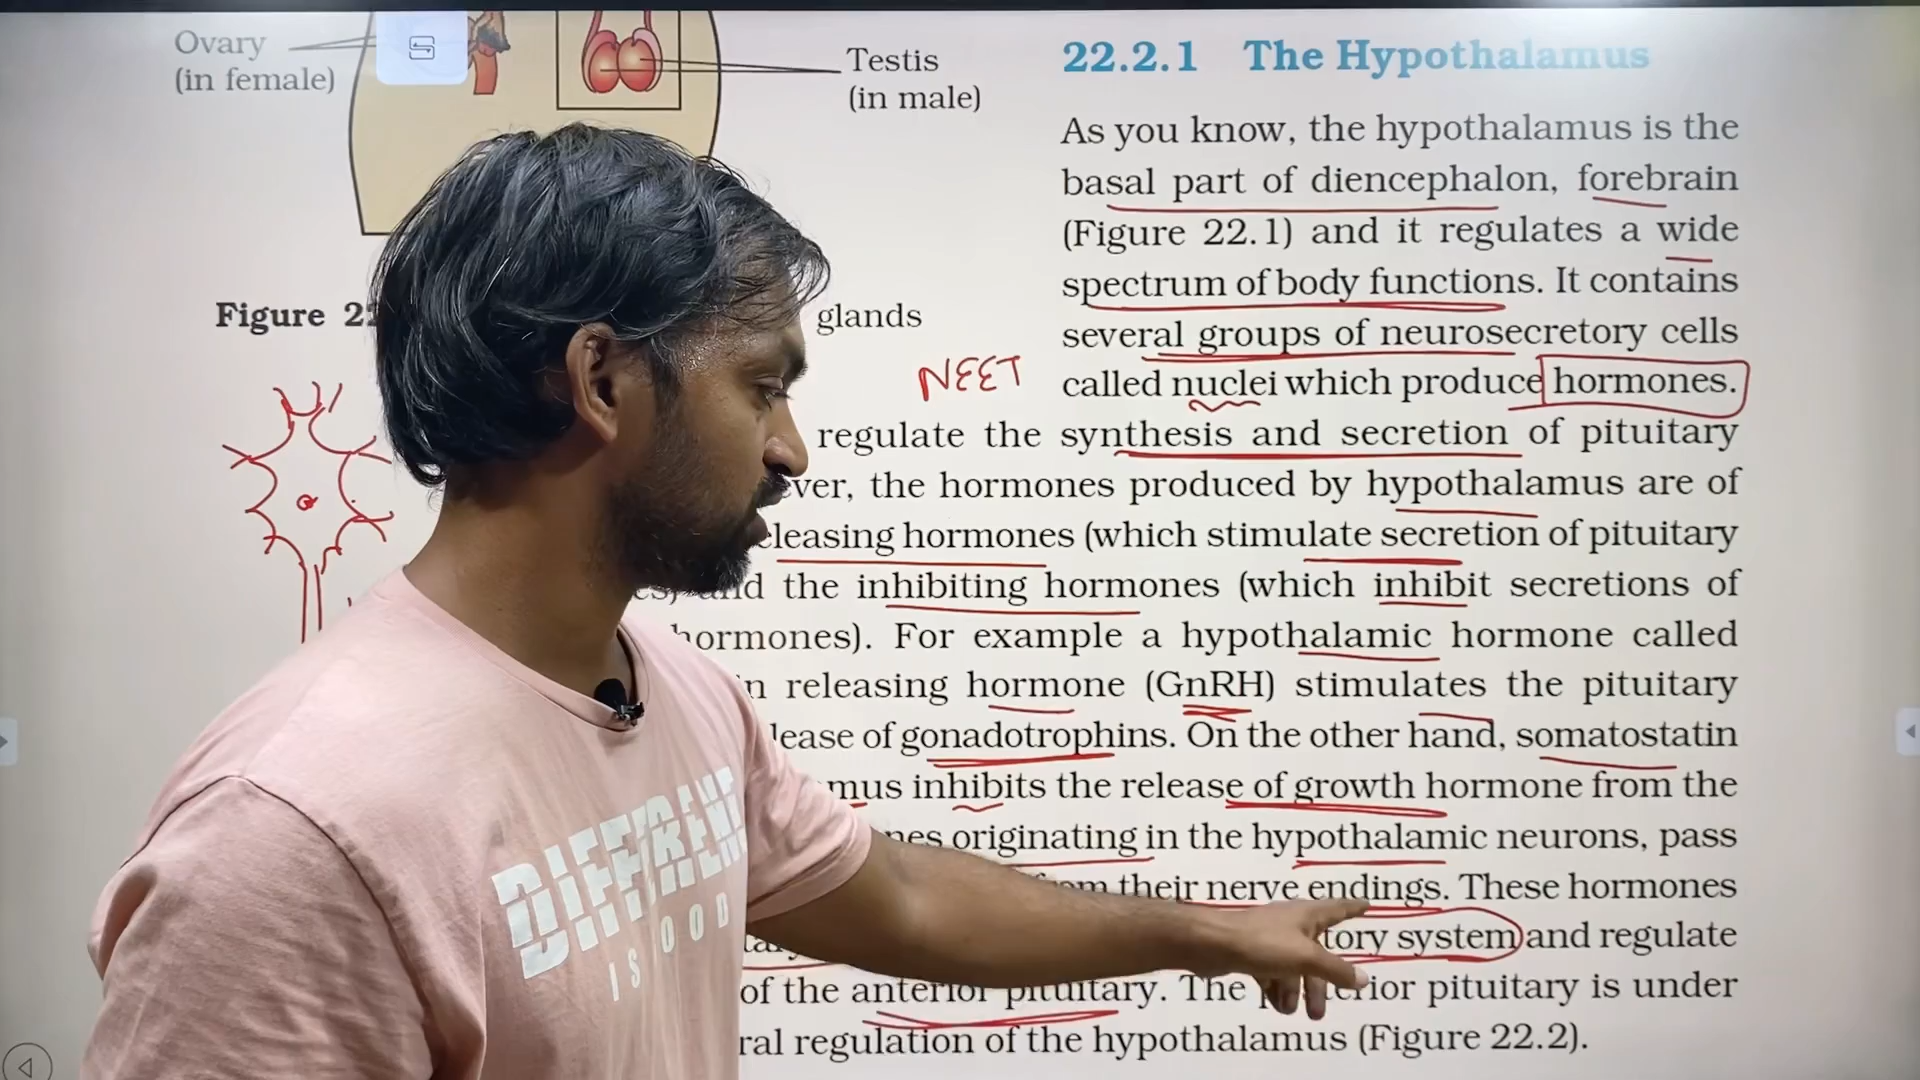 Ovary
(in female)
Testis
(in male)
Figure 22
glands
NEET
22.2.1 The Hypothalamus
As you know, the hypothalamus is the
basal part of diencephalon, forebrain
(Figure 22.1) and it regulates a wide
spectrum of body functions. It contains
several groups of neurosecretory cells
called nuclei which produce hormones.
regulate the synthesis and secretion of pituitary
ver, the hormones produced by hypothalamus are of
eleasing hormones (which stimulate secretion of pituitary
es) and the inhibiting hormones (which inhibit secretions of
hormones). For example a hypothalamic hormone called
n releasing hormone (GnRH) stimulates the pituitary
lease of gonadotrophins. On the other hand, somatostatin
mus inhibits the release of growth hormone from the
nes originating in the hypothalamic neurons, pass
from their nerve endings. These hormones
tory system and regulate
of the anterior pituitary. The posterior pituitary is under
ral regulation of the hypothalamus (Figure 22.2).
DIFFERENT
IS GOOD